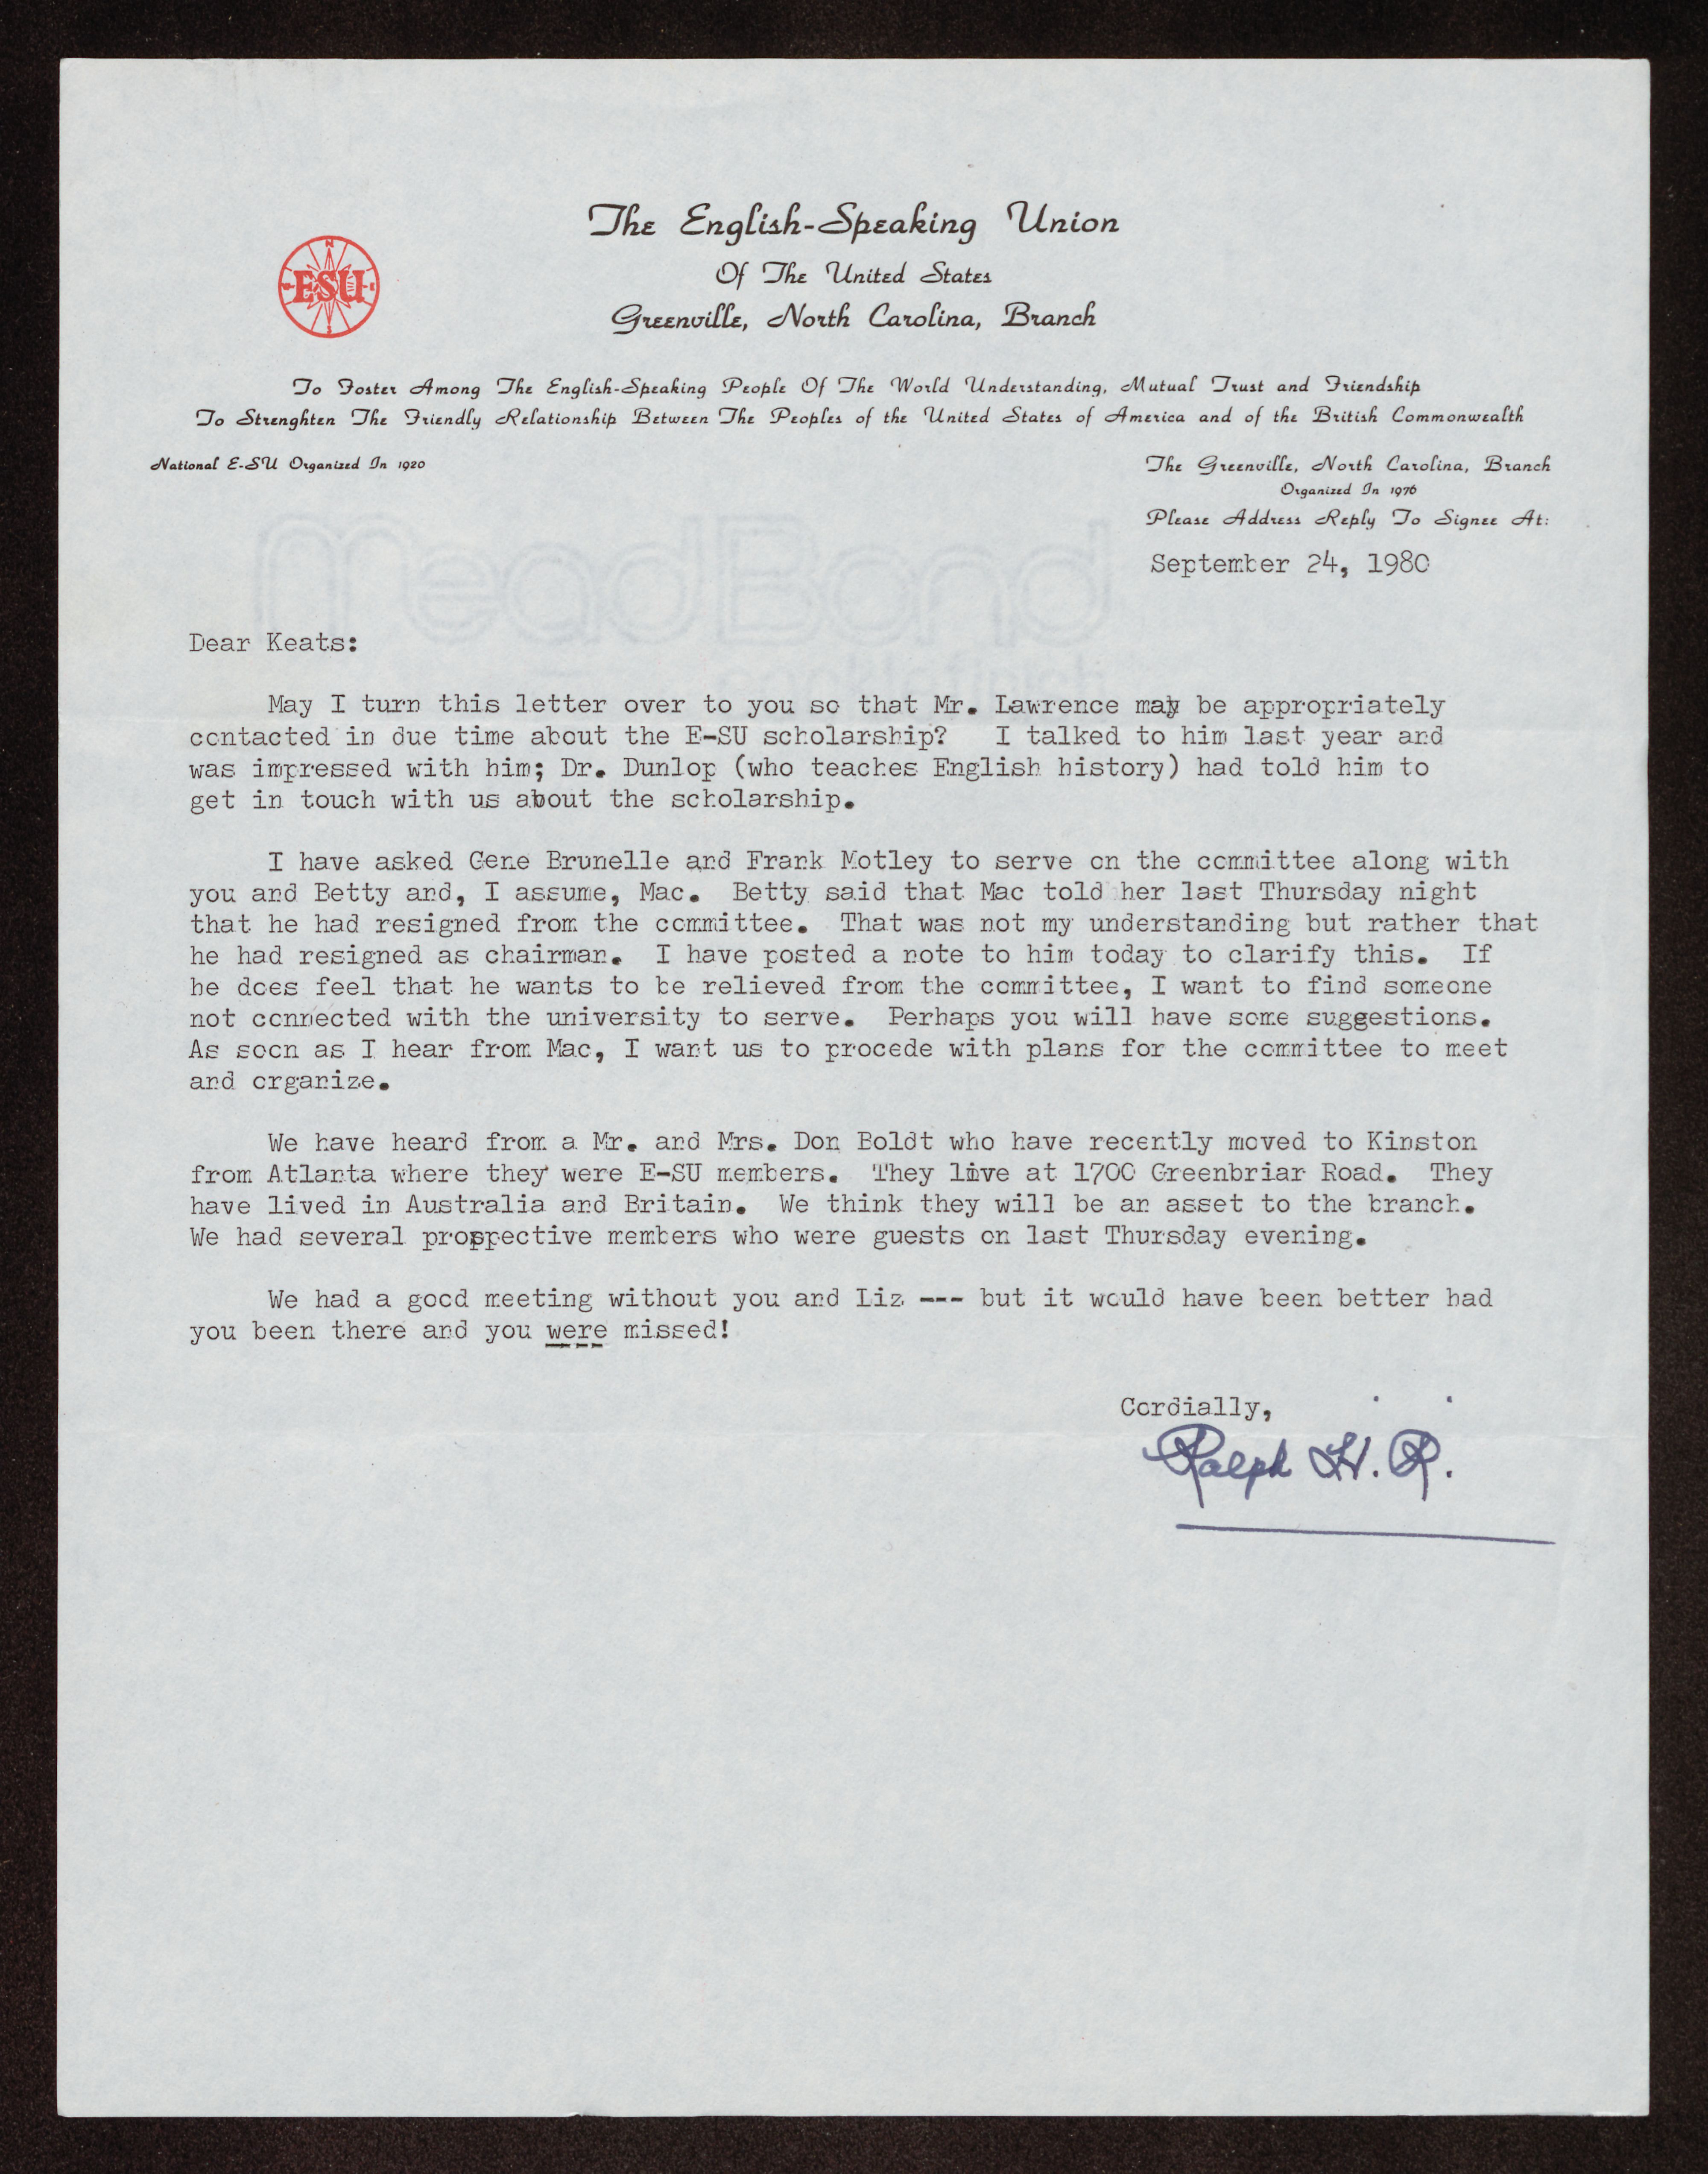 The English-Speaking Union
Of The United States
Greenville, North Carolina, Branch
ESU
To Foster Among The English-Speaking People Of The World Understanding, Mutual Trust and Friendship
To Strenghten The Friendly Relationship Between The Peoples of the United States of America and of the British Commonwealth
National E-SU Organized In 1920
The Greenville, North Carolina, Branch
Organized In 1976
Please Address Reply To Signee At:
MeadBond
September 24, 1980
Dear Keats:
May I turn this letter over to you so that Mr. Lawrence may be appropriately
contacted in due time about the E-SU scholarship? I talked to him last year and
was impressed with him; Dr. Dunlop (who teaches English history) had told him to
get in touch with us about the scholarship.
I have asked Gene Brunelle and Frank Motley to serve on the committee along with
you and Betty and, I assume, Mac. Betty said that Mac told her last Thursday night
that he had resigned from the committee. That was not my understanding but rather that
he had resigned as chairman. I have posted a note to him today to clarify this. If
he does feel that he wants to be relieved from the committee, I want to find someone
not connected with the university to serve. Perhaps you will have some suggestions.
As soon as I hear from Mac, I want us to procede with plans for the committee to meet
and organize.
We have heard from a Mr. and Mrs. Don Boldt who have recently moved to Kinston
from Atlanta where they were E-SU members. They live at 1700 Greenbriar Road. They
have lived in Australia and Britain. We think they will be an asset to the branch.
We had several prospective members who were guests on last Thursday evening.
We had a good meeting without you and Liz --- but it would have been better had
you been there and you were missed!
Cordially,
Ralph H. R.